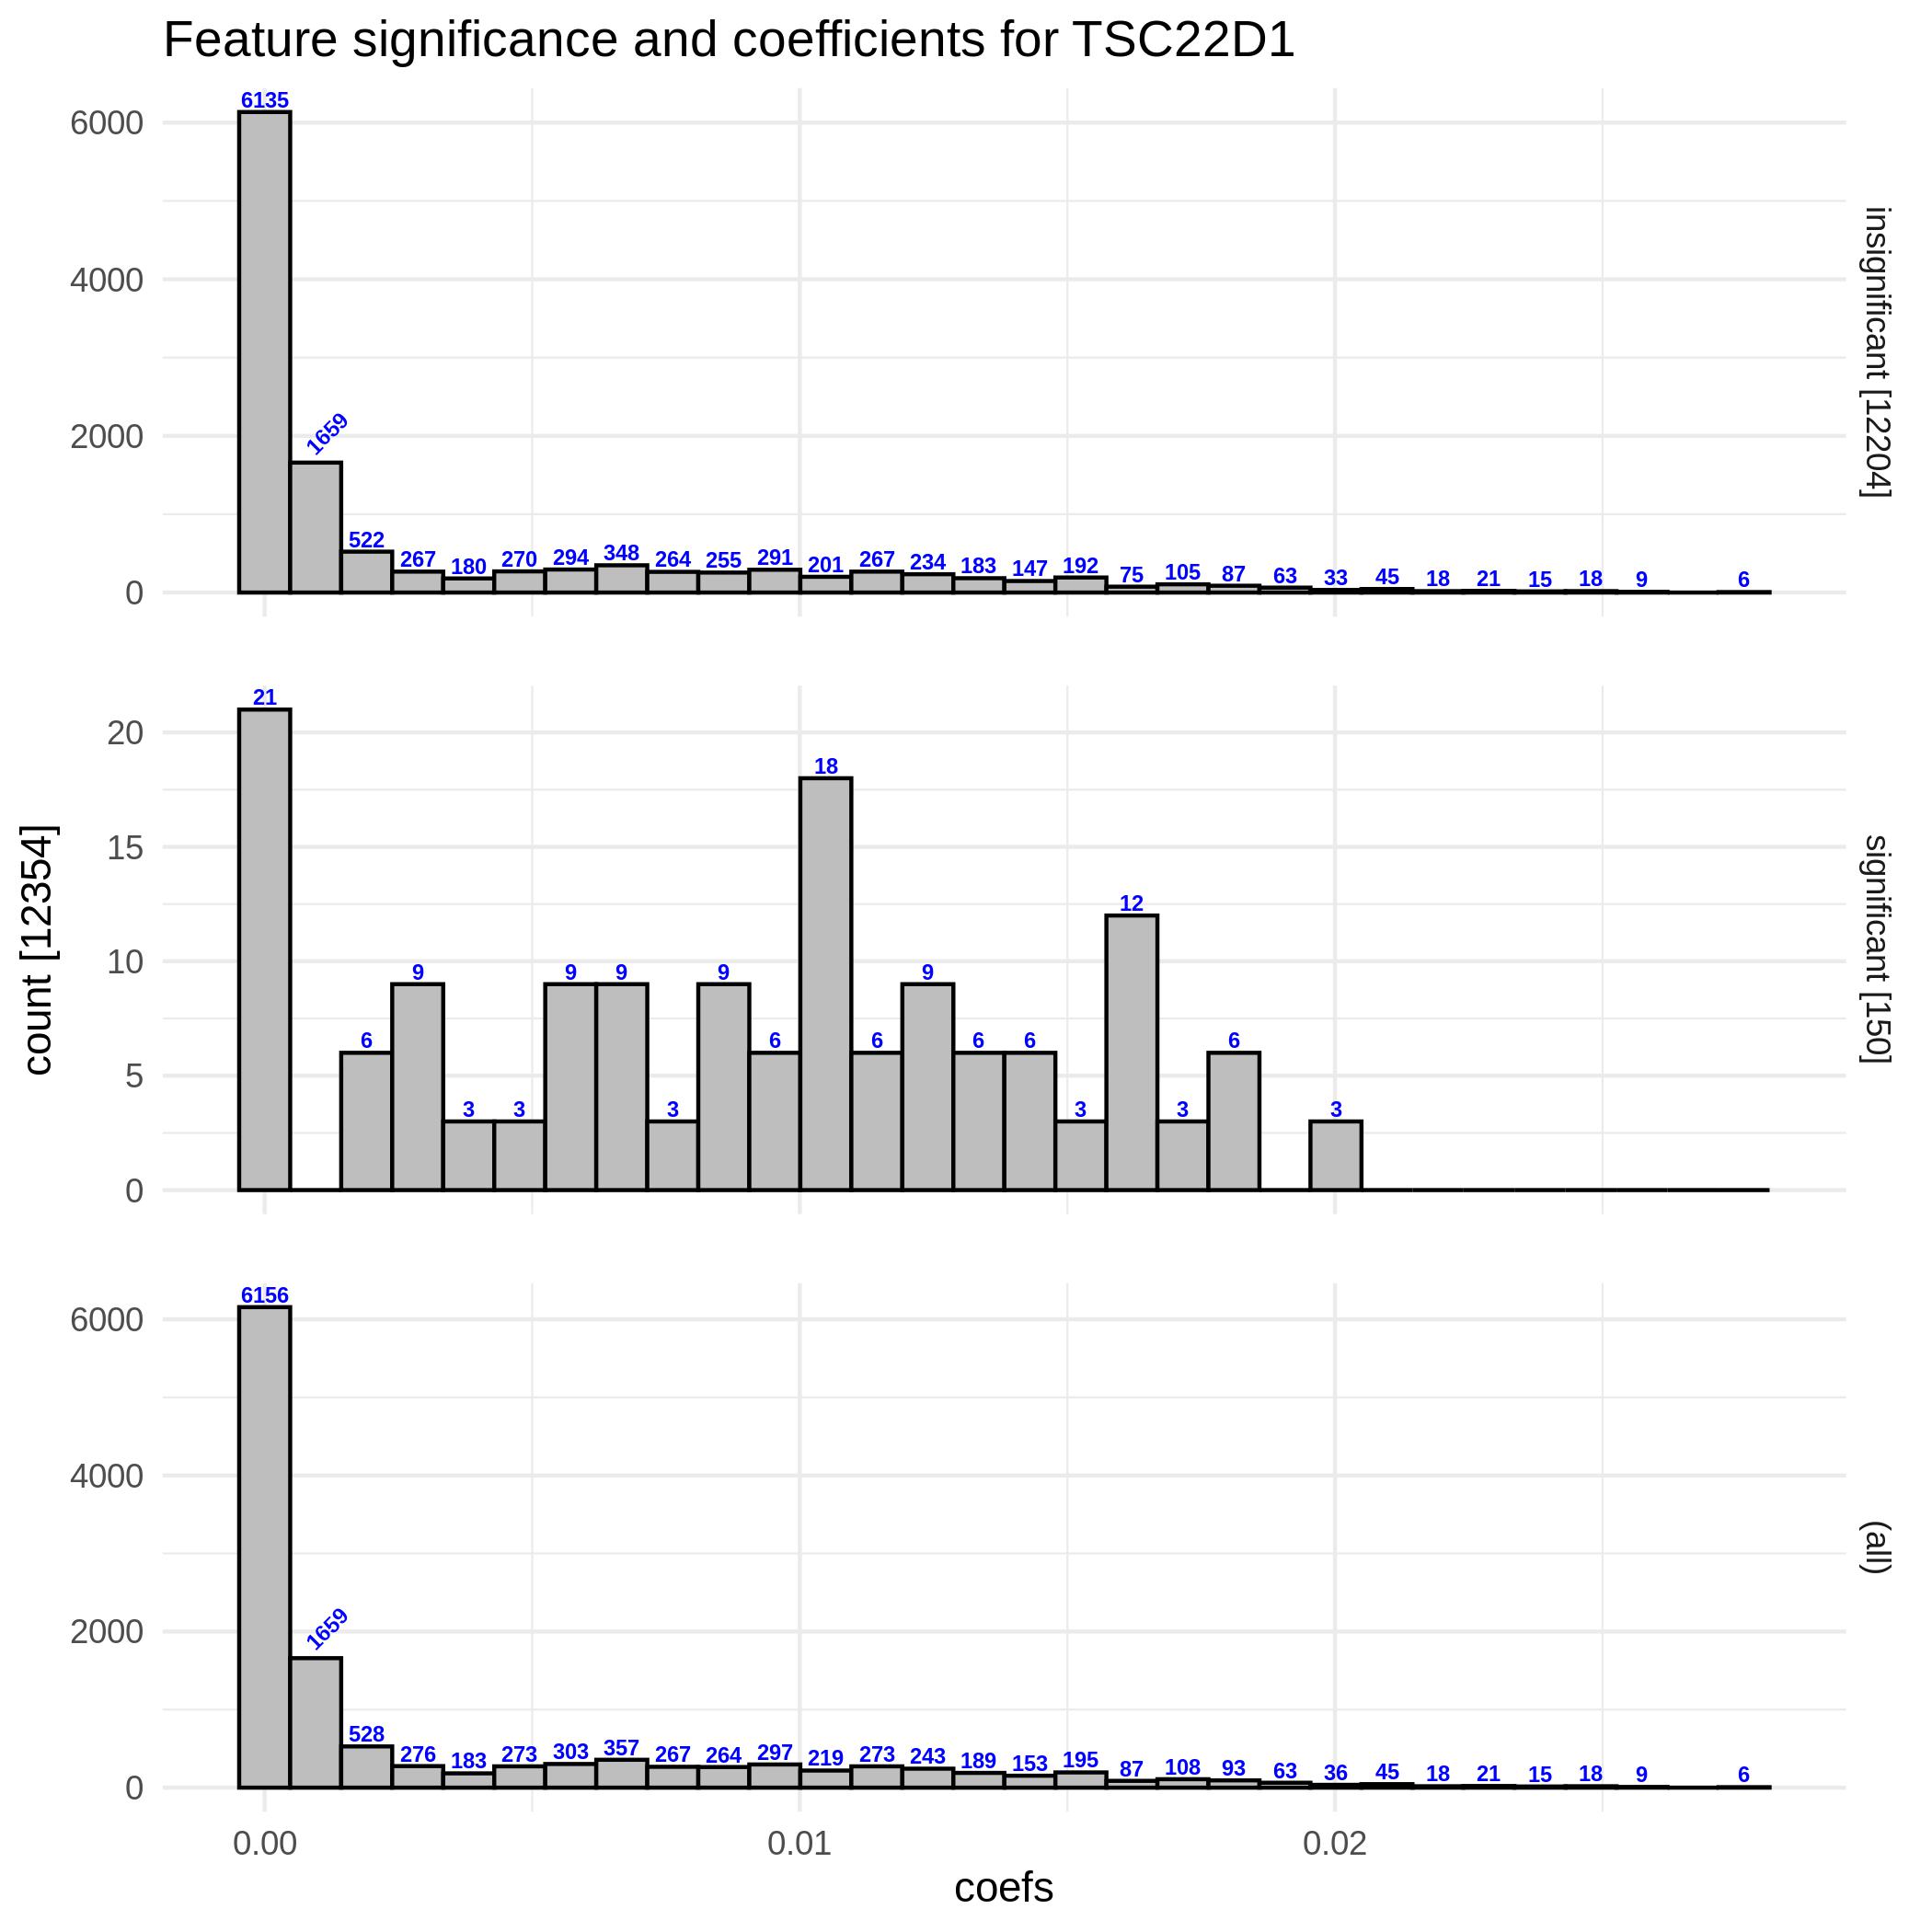 Feature significance and coefficients for TSC22D1
6135
6000
4000
1659
2000
522 267 180 270 294 348 264 255 291 201 267 234 183 147 192 75 105 87 63 33 45 18 21 15 18 9 6
0
insignificant [12204]
21
20
18
15
12
10
9 9 9 9 9
6 6 6 6 6 6
5
3 3 3 3 3 3
0
significant [150]
count [12354]
6156
6000
4000
1659
2000
528 276 183 273 303 357 267 264 297 219 273 243 189 153 195 87 108 93 63 36 45 18 21 15 18 9 6
0
(all)
0.00 0.01 0.02
coefs